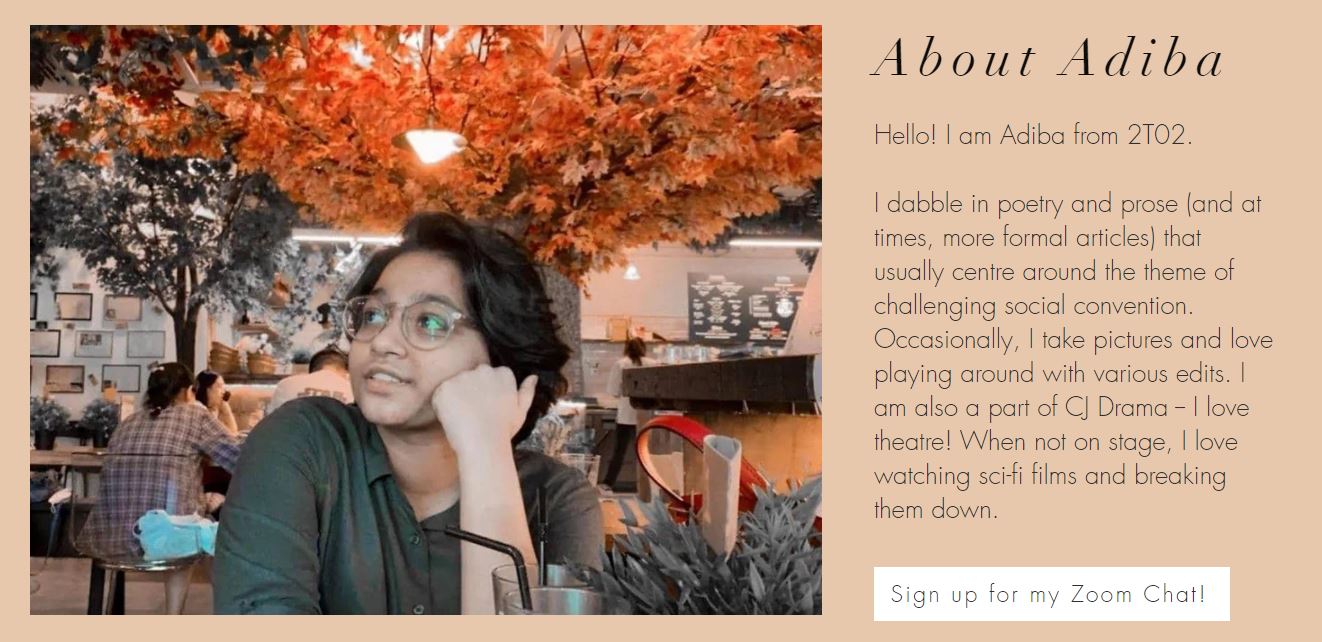 About Adiba
Hello! I am Adiba from 2T02.
I dabble in poetry and prose (and at
times, more formal articles) that
usually centre around the theme of
challenging social convention.
Occasionally, I take pictures and love
playing around with various edits. I
am also a part of CJ Drama – I love
theatre! When not on stage, I love
watching sci-fi films and breaking
them down.
Sign up for my Zoom Chat!